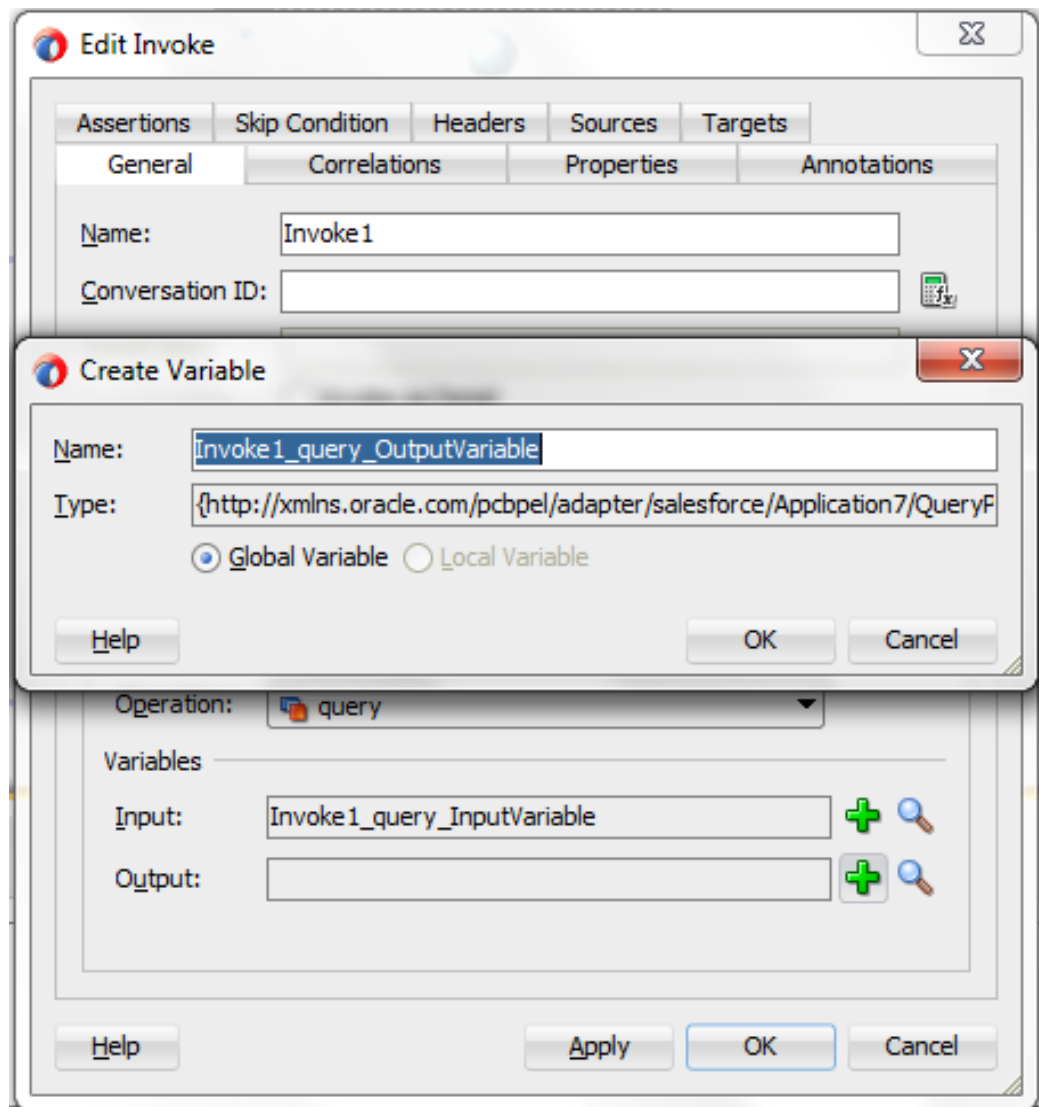 Edit Invoke
Assertions Skip Condition Headers Sources Targets
General Correlations Properties Annotations
Name: Invoke1
Conversation ID:
Create Variable
Name: Invoke1_query_OutputVariable
Type: {http://xmlns.oracle.com/pcbpel/adapter/salesforce/Application7/QueryP
Global Variable Local Variable
Help OK Cancel
Operation: query
Variables
Input: Invoke1_query_InputVariable
Output:
Help Apply OK Cancel